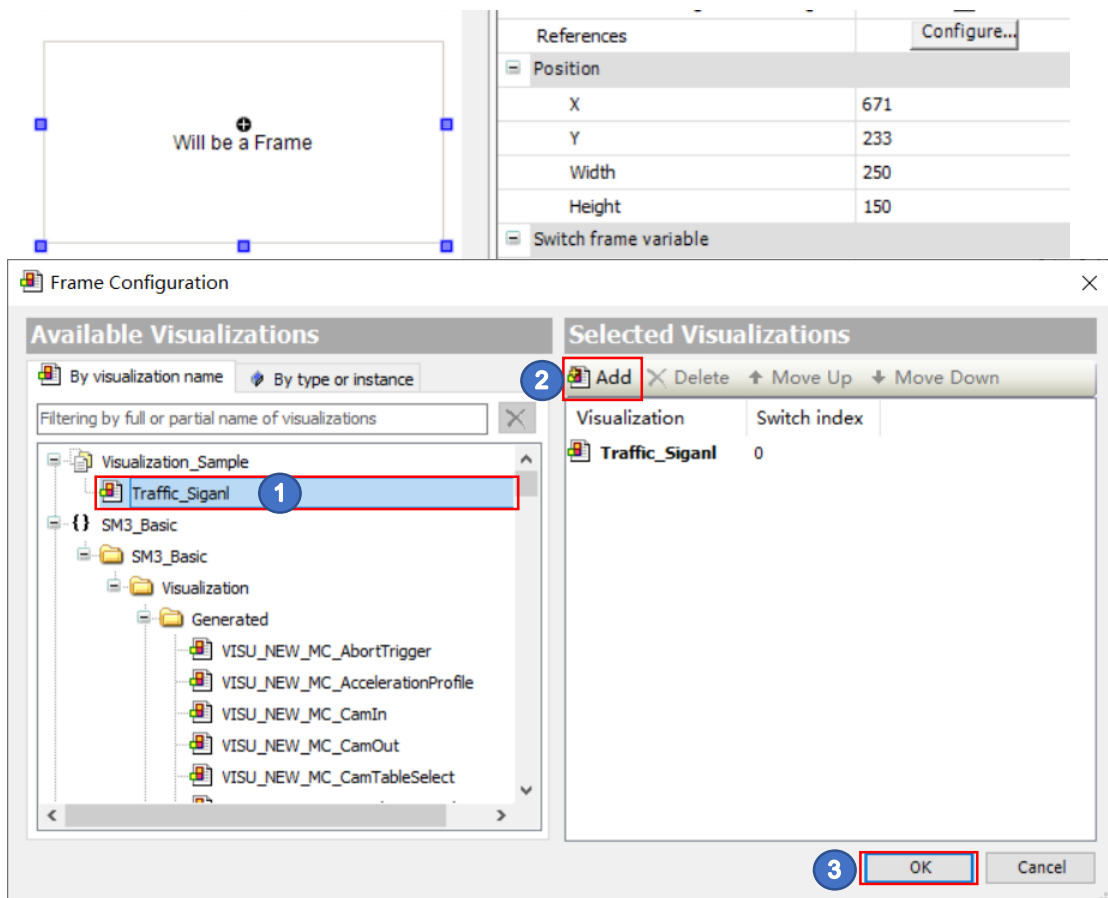 References
Configure...
Position
X 671
Y 233
Width 250
Height 150
Switch frame variable
Will be a Frame
Frame Configuration
Available Visualizations
By visualization name
By type or instance
Filtering by full or partial name of visualizations
Visualization_Sample
Traffic_Siganl
1
SM3_Basic
SM3_Basic
Visualization
Generated
VISU_NEW_MC_AbortTrigger
VISU_NEW_MC_AccelerationProfile
VISU_NEW_MC_CamIn
VISU_NEW_MC_CamOut
VISU_NEW_MC_CamTableSelect
Selected Visualizations
2
Add Delete Move Up Move Down
Visualization Switch index
Traffic_Siganl 0
3
OK
Cancel